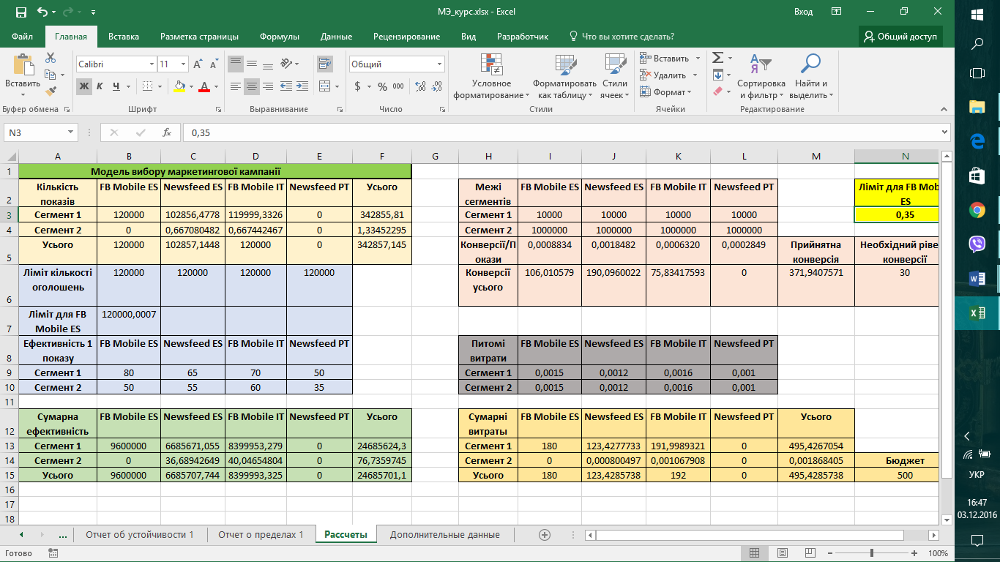 МЭ_курс.xlsx - Excel
Вход
Файл Главная Вставка Разметка страницы Формулы Данные Рецензирование Вид Разработчик Что вы хотите сделать? Общий доступ
Вставить
Calibri 11
Ж К Ч А
Общий
$ % 000
Условное форматирование
Форматировать как таблицу
Стили ячеек
Вставить
Удалить
Формат
Сортировка и фильтр
Найти и выделить
Буфер обмена Шрифт Выравнивание Число Стили Ячейки Редактирование
N3 fx 0,35
A B C D E F G H I J K L M N
1 Модель вибору маркетингової кампанії
2 Кількість показів FB Mobile ES Newsfeed ES FB Mobile IT Newsfeed PT Усього Межі сегментів FB Mobile ES Newsfeed ES FB Mobile IT Newsfeed PT Ліміт для FB Mob ES
3 Сегмент 1 120000 102856,4778 119999,3326 0 342855,81 Сегмент 1 10000 10000 10000 10000 0,35
4 Сегмент 2 0 0,667080482 0,667442467 0 1,33452295 Сегмент 2 1000000 1000000 1000000 1000000
5 Усього 120000 102857,1448 120000 0 342857,145 Конверсії/Покази 0,0008834 0,0018482 0,0006320 0,0002849 Прийнятна конверсія Необхідний ріве конверсії
6 Ліміт кількості оголошень 120000 120000 120000 120000 Конверсії усього 106,010579 190,0960022 75,83417593 0 371,9407571 30
7 Ліміт для FB Mobile ES 120000,0007
8 Ефективність 1 показу FB Mobile ES Newsfeed ES FB Mobile IT Newsfeed PT Питомі витрати FB Mobile ES Newsfeed ES FB Mobile IT Newsfeed PT
9 Сегмент 1 80 65 70 50 Сегмент 1 0,0015 0,0012 0,0016 0,001
10 Сегмент 2 50 55 60 35 Сегмент 2 0,0015 0,0012 0,0016 0,001
11
12 Сумарна ефективність FB Mobile ES Newsfeed ES FB Mobile IT Newsfeed PT Усього Сумарні витраты FB Mobile ES Newsfeed ES FB Mobile IT Newsfeed PT Усього
13 Сегмент 1 9600000 6685671,055 8399953,279 0 24685624,3 Сегмент 1 180 123,4277733 191,9989321 0 495,4267054
14 Сегмент 2 0 36,68942649 40,04654804 0 76,7359745 Сегмент 2 0 0,000800497 0,001067908 0 0,001868405 Бюджет
15 Усього 9600000 6685707,744 8399993,325 0 24685701,1 Усього 180 123,4285738 192 0 495,4285738 500
16
17
18
... Отчет об устойчивости 1 Отчет о пределах 1 Рассчеты Дополнительные данные
Готово 100%
УКР
16:47
03.12.2016